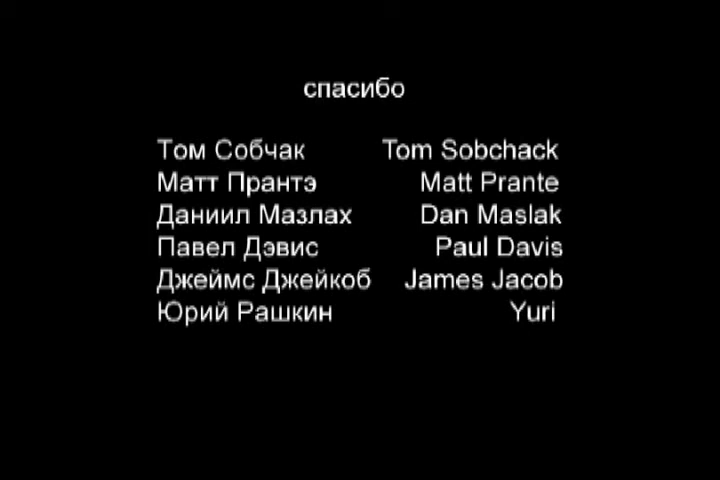 спасибо
Том Собчак Tom Sobchack
Матт Прантэ Matt Prante
Даниил Мазлах Dan Maslak
Павел Дэвис Paul Davis
Джеймс Джейкоб James Jacob
Юрий Рашкин Yuri